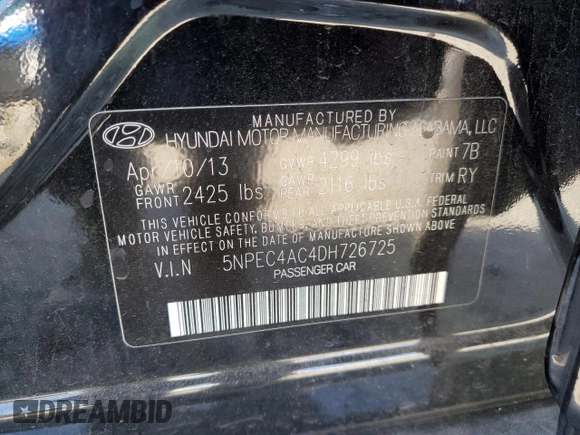 MANUFACTURED BY
HYUNDAI MOTOR MANUFACTURING ALABAMA, LLC
Apr/10/13 GVWR 4299 lbs PAINT 7B
GAWR FRONT 2425 lbs GAWR REAR 2116 lbs TRIM RY
THIS VEHICLE CONFORMS TO ALL APPLICABLE U.S.A. FEDERAL
MOTOR VEHICLE SAFETY, BUMPER, AND THEFT PREVENTION STANDARDS
IN EFFECT ON THE DATE OF MANUFACTURE SHOWN ABOVE
V.I.N 5NPEC4AC4DH726725
PASSENGER CAR
DREAMBID